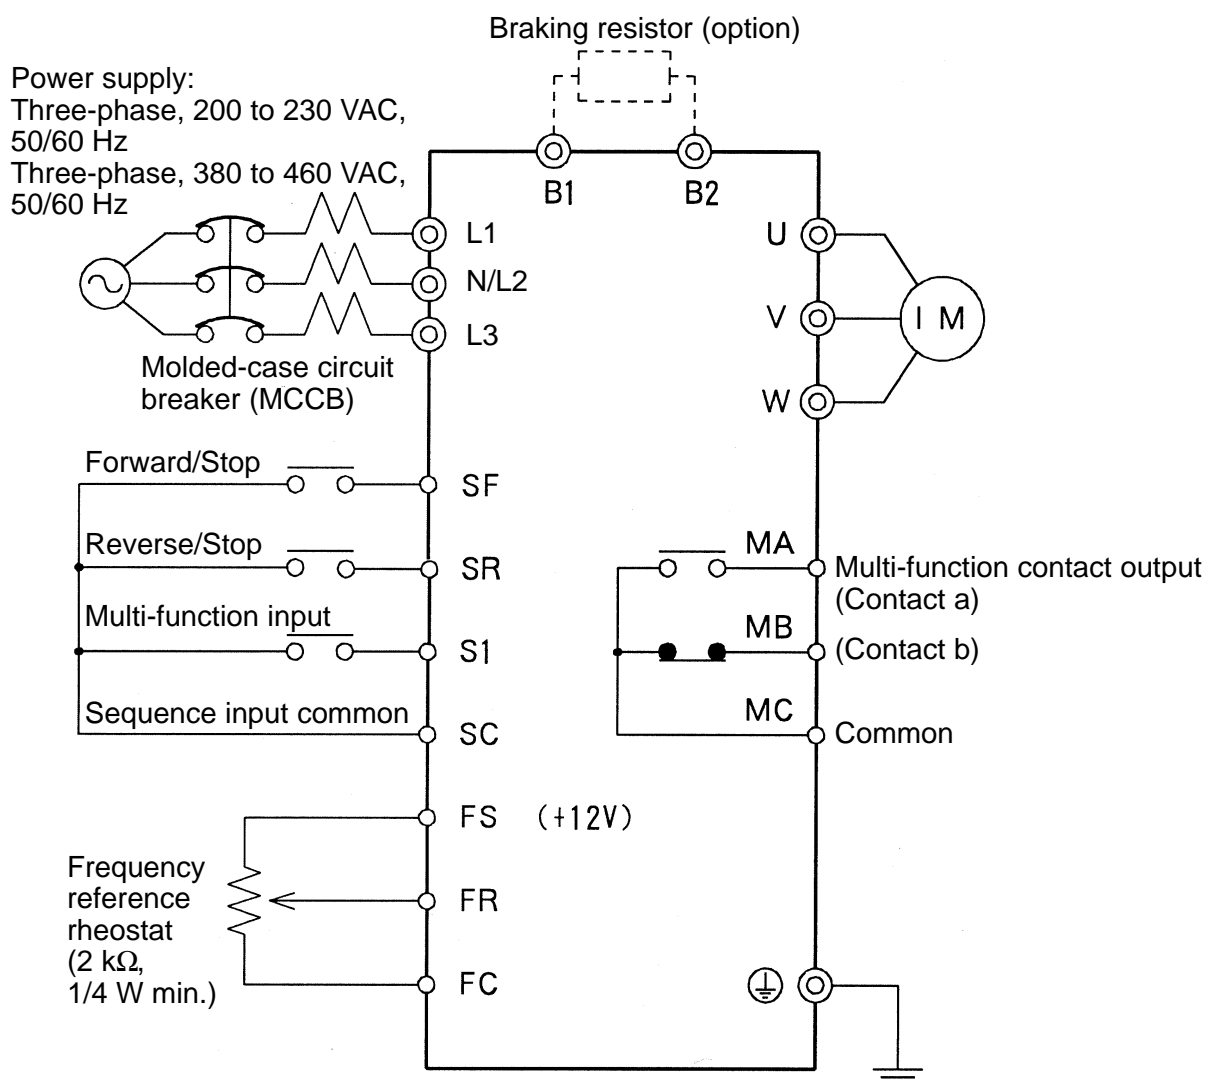 Braking resistor (option)
Power supply:
Three-phase, 200 to 230 VAC,
50/60 Hz
Three-phase, 380 to 460 VAC,
50/60 Hz
B1
B2
L1
N/L2
L3
U
V
W
I M
Molded-case circuit
breaker (MCCB)
Forward/Stop
SF
Reverse/Stop
SR
Multi-function input
S1
Sequence input common
SC
MA
Multi-function contact output
(Contact a)
MB
(Contact b)
MC
Common
FS (+12V)
Frequency
reference
rheostat
(2 kΩ,
1/4 W min.)
FR
FC